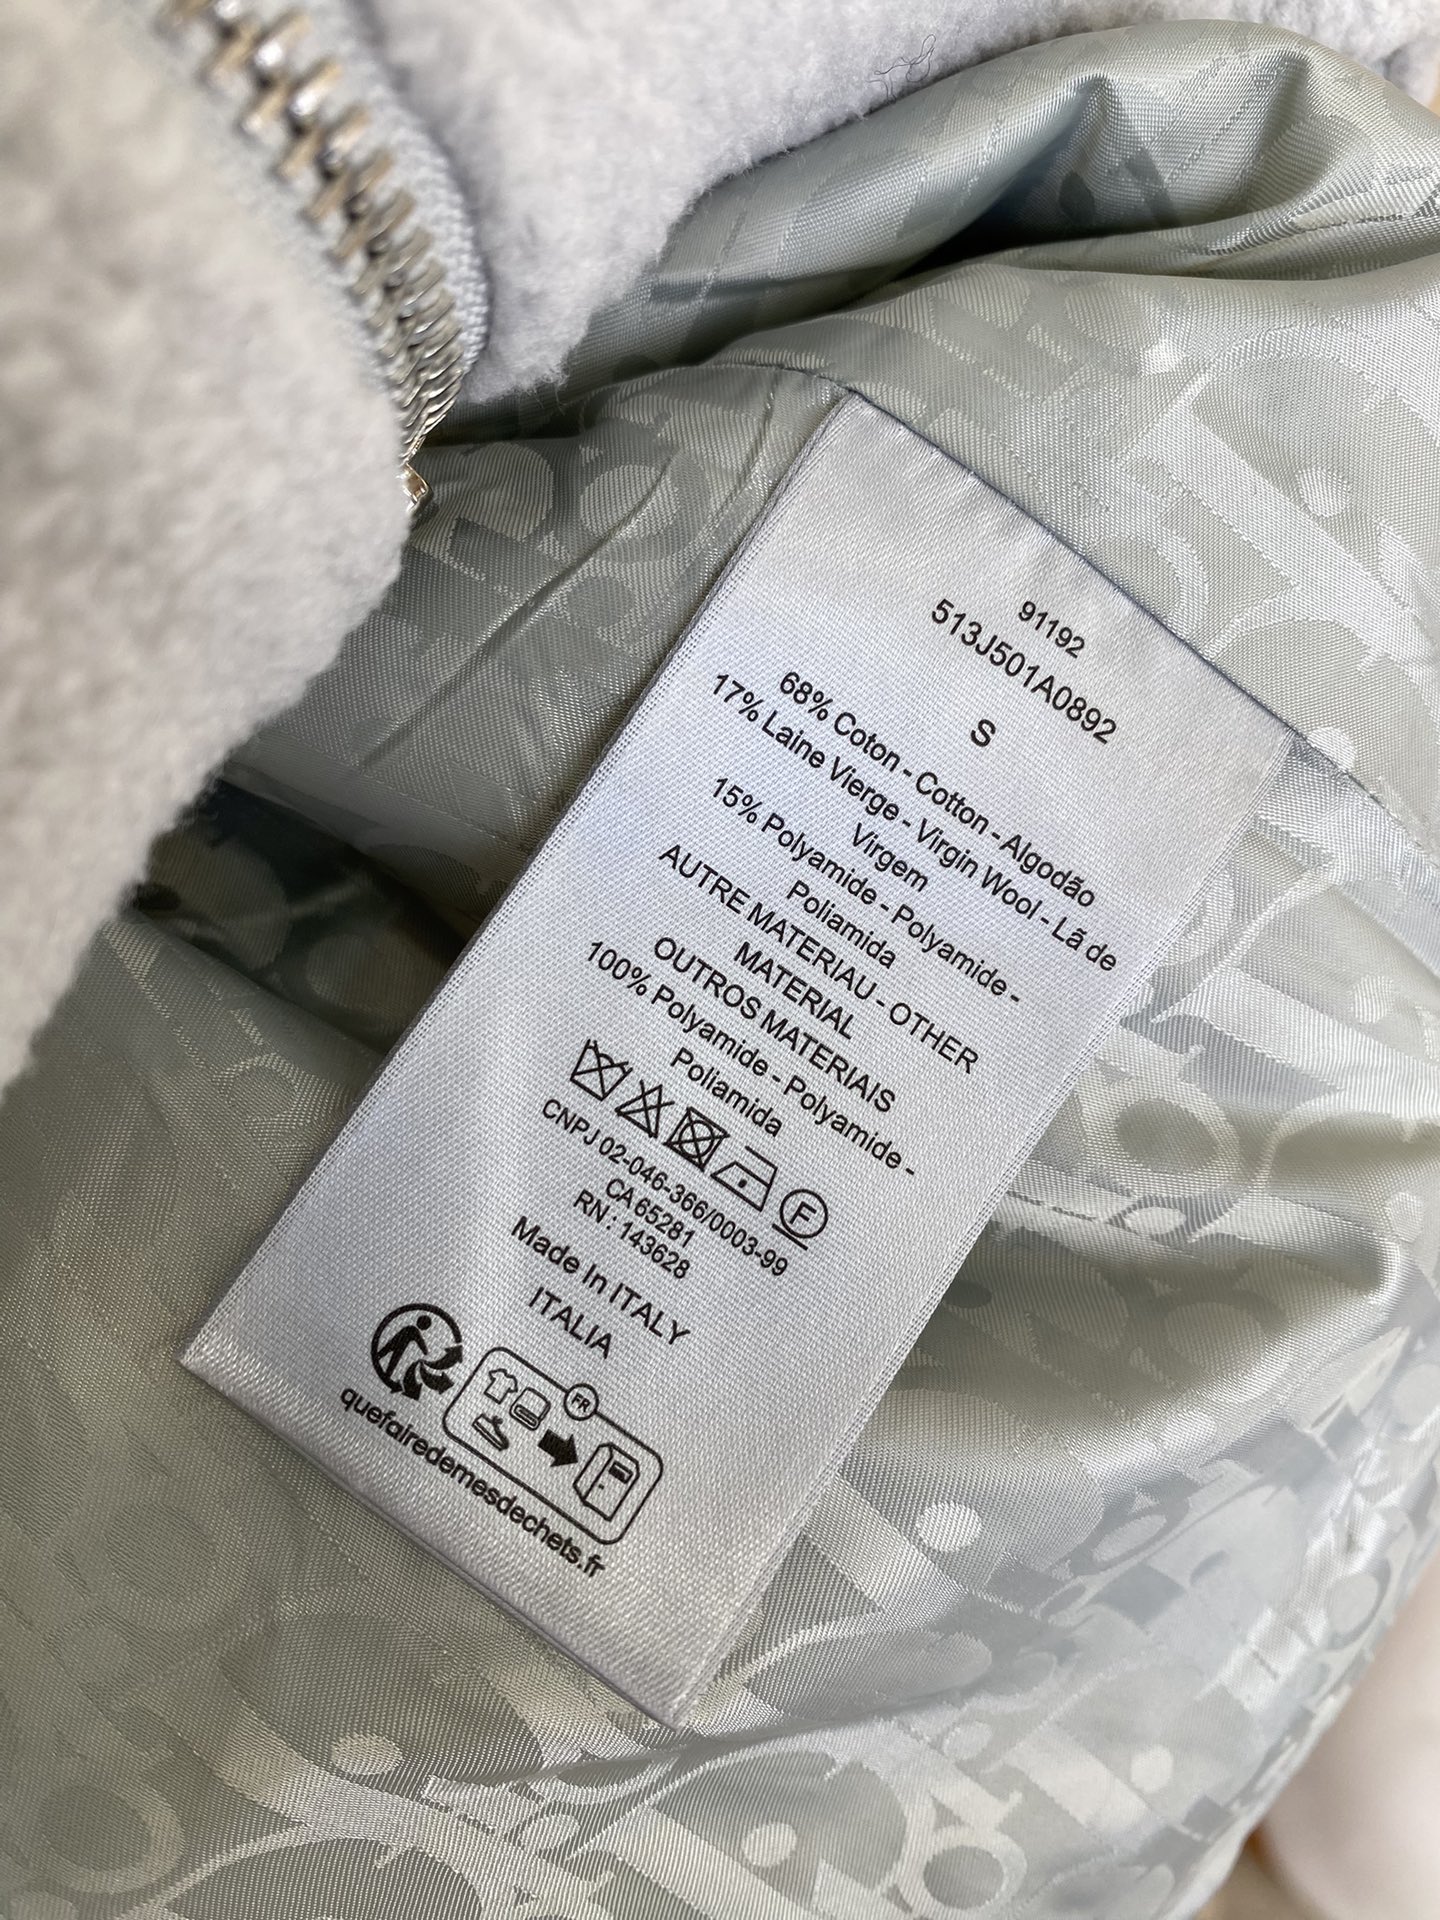 91192
513J501A0892
S
68% Coton - Cotton - Algodão
17% Laine Vierge - Virgin Wool - Lã de
Virgem
15% Polyamide - Polyamide -
Poliamida
AUTRE MATERIAU - OTHER
MATERIAL
OUTROS MATERIAIS
100% Polyamide - Polyamide -
Poliamida
F
CNPJ 02-046-366/0003-99
CA 65281
RN : 143628
Made In ITALY
ITALIA
FR
quefairedemesdechets.fr